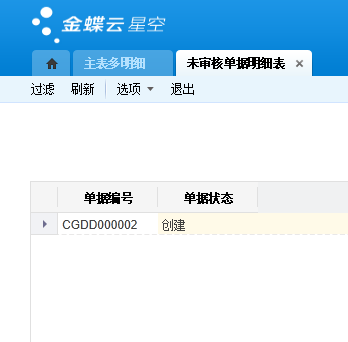 金蝶云 星空
主表多明细
未审核单据明细表
过滤 刷新 选项 退出
单据编号 单据状态
CGDD000002 创建